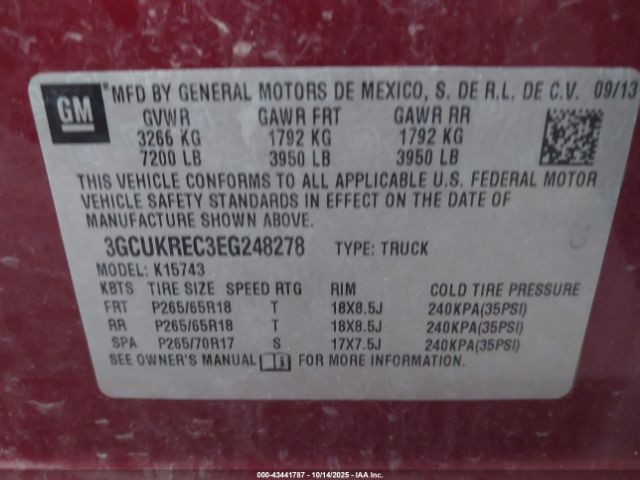 GM
*MFD BY GENERAL MOTORS DE MEXICO, S. DE R.L. DE C.V. 09/13
GVWR GAWR FRT GAWR RR
3266 KG 1792 KG 1792 KG
7200 LB 3950 LB 3950 LB
THIS VEHICLE CONFORMS TO ALL APPLICABLE U.S. FEDERAL MOTOR
VEHICLE SAFETY STANDARDS IN EFFECT ON THE DATE OF
MANUFACTURE SHOWN ABOVE.
3GCUKREC3EG248278 TYPE: TRUCK
MODEL: K15743
K8TS TIRE SIZE SPEED RTG RIM COLD TIRE PRESSURE
FRT P265/65R18 T 18X8.5J 240KPA(35PSI)
RR P265/65R18 T 18X8.5J 240KPA(35PSI)
SPA P265/70R17 S 17X7.5J 240KPA(35PSI)
SEE OWNER'S MANUAL FOR MORE INFORMATION.
000-43441787 - 10/14/2025 - IAA Inc.